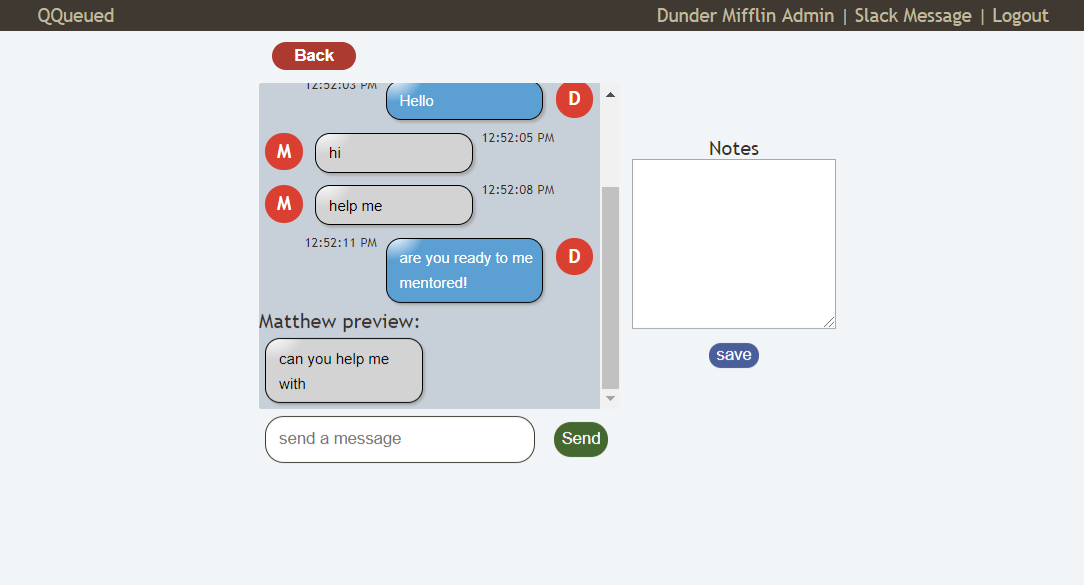 QQueued
Dunder Mifflin Admin | Slack Message | Logout
Back
12:52:03 PM
Hello
D
12:52:05 PM
M
hi
12:52:08 PM
M
help me
12:52:11 PM
are you ready to me
mentored!
D
Matthew preview:
can you help me
with
send a message
Send
Notes
save